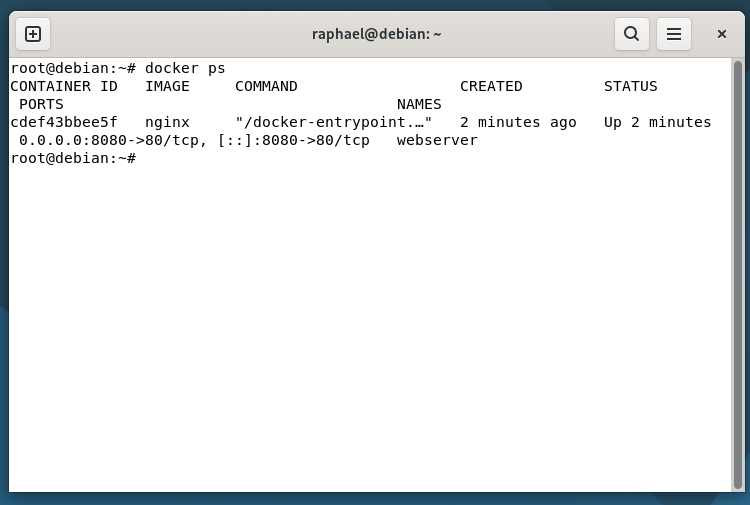 raphael@debian: ~
root@debian:~# docker ps
CONTAINER ID   IMAGE     COMMAND                  CREATED         STATUS
 PORTS                                     NAMES
cdef43bbee5f   nginx     "/docker-entrypoint.…"   2 minutes ago   Up 2 minutes
 0.0.0.0:8080->80/tcp, [::]:8080->80/tcp   webserver
root@debian:~#